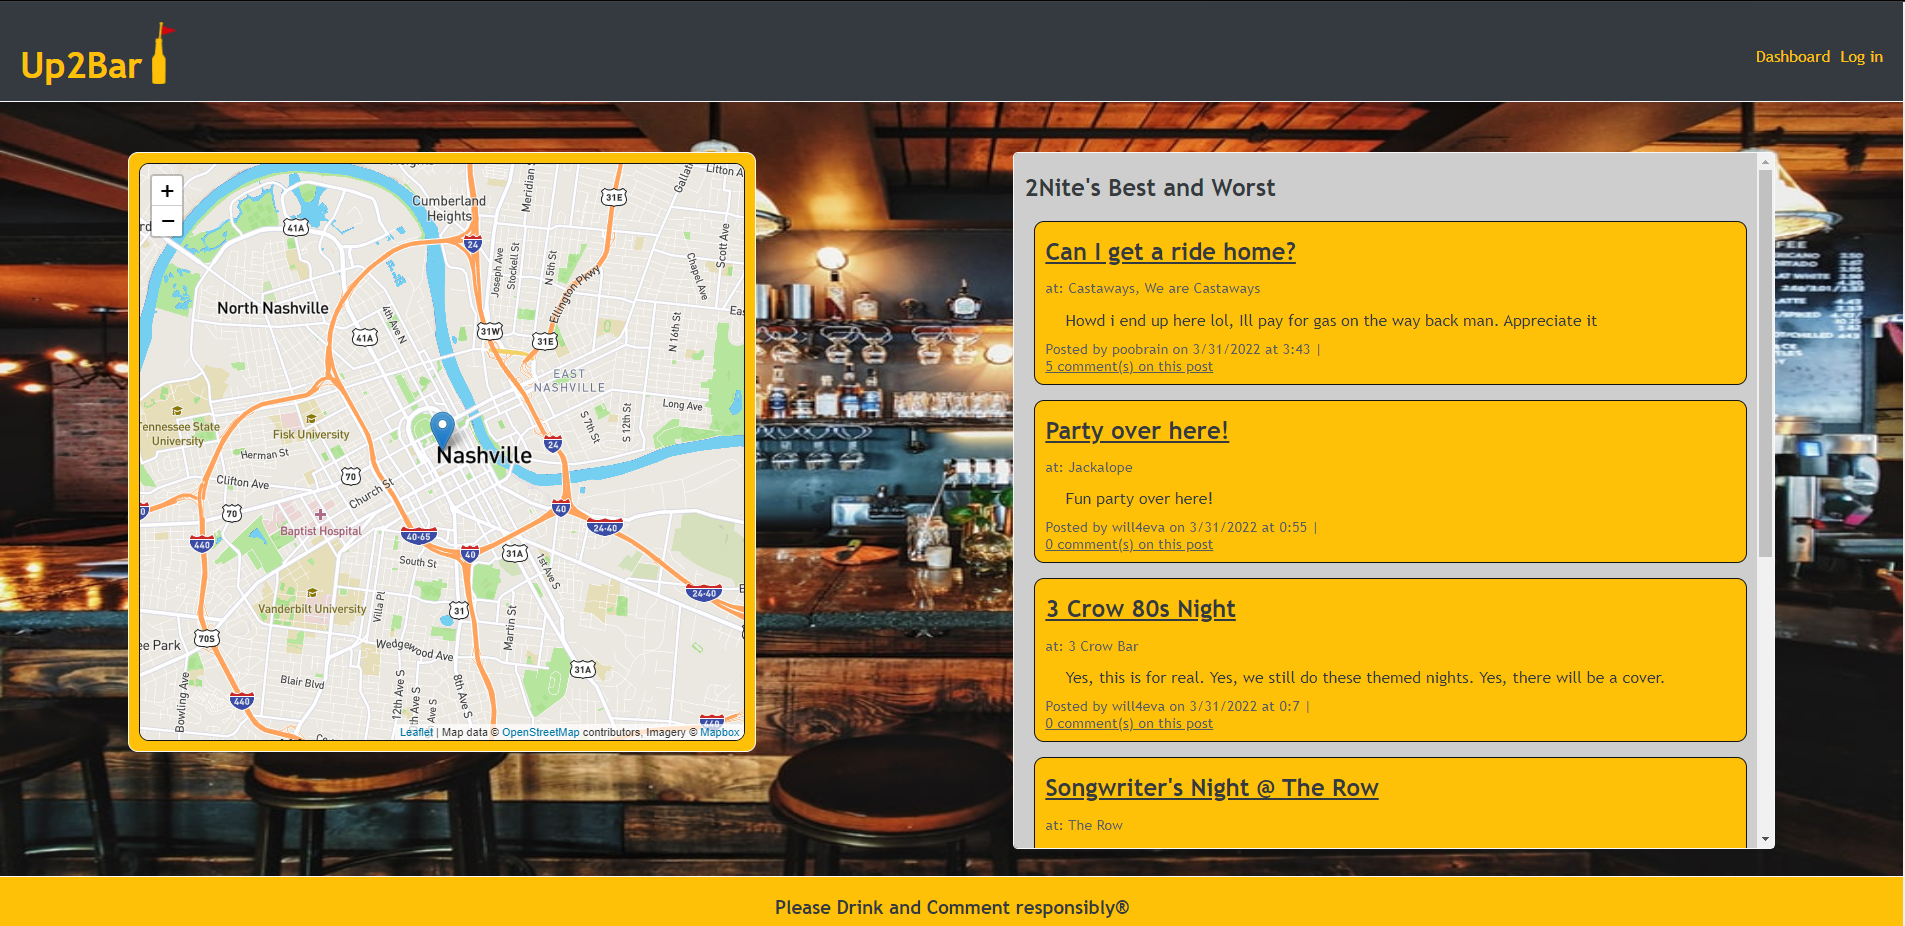 Up2Bar
Dashboard Log in
+
−
Cumberland
Heights
Litton A
Gallat
Meridian S
31E
41A
24
Joseph Ave
Stockell St
N 5th St
Scott Ave
Chapel Ave
Ellington Pkwy
North Nashville
4th Ave N
41A
31W
31E
N 16th St
EAST
NASHVILLE
Long Ave
S 7th St
S 12th St
Tennessee State
University
Fisk University
Herman St
Nashville
24
Clifton Ave
70
Church St
70
Baptist Hospital
40
24-40
440
40-65
40
31A
South St
1st Ave S
24-40
Vanderbilt University
Villa Pl
31
Martin St
70S
ee Park
Wedgewood Ave
31A
Blair Blvd
Bowling Ave
440
12th Ave S
th Ave S
Ave S
8th Ave S
440
Leaflet | Map data © OpenStreetMap contributors, Imagery © Mapbox
2Nite's Best and Worst
Can I get a ride home?
at: Castaways, We are Castaways
Howd i end up here lol, Ill pay for gas on the way back man. Appreciate it
Posted by poobrain on 3/31/2022 at 3:43 |
5 comment(s) on this post
Party over here!
at: Jackalope
Fun party over here!
Posted by will4eva on 3/31/2022 at 0:55 |
0 comment(s) on this post
3 Crow 80s Night
at: 3 Crow Bar
Yes, this is for real. Yes, we still do these themed nights. Yes, there will be a cover.
Posted by will4eva on 3/31/2022 at 0:7 |
0 comment(s) on this post
Songwriter's Night @ The Row
at: The Row
Please Drink and Comment responsibly®